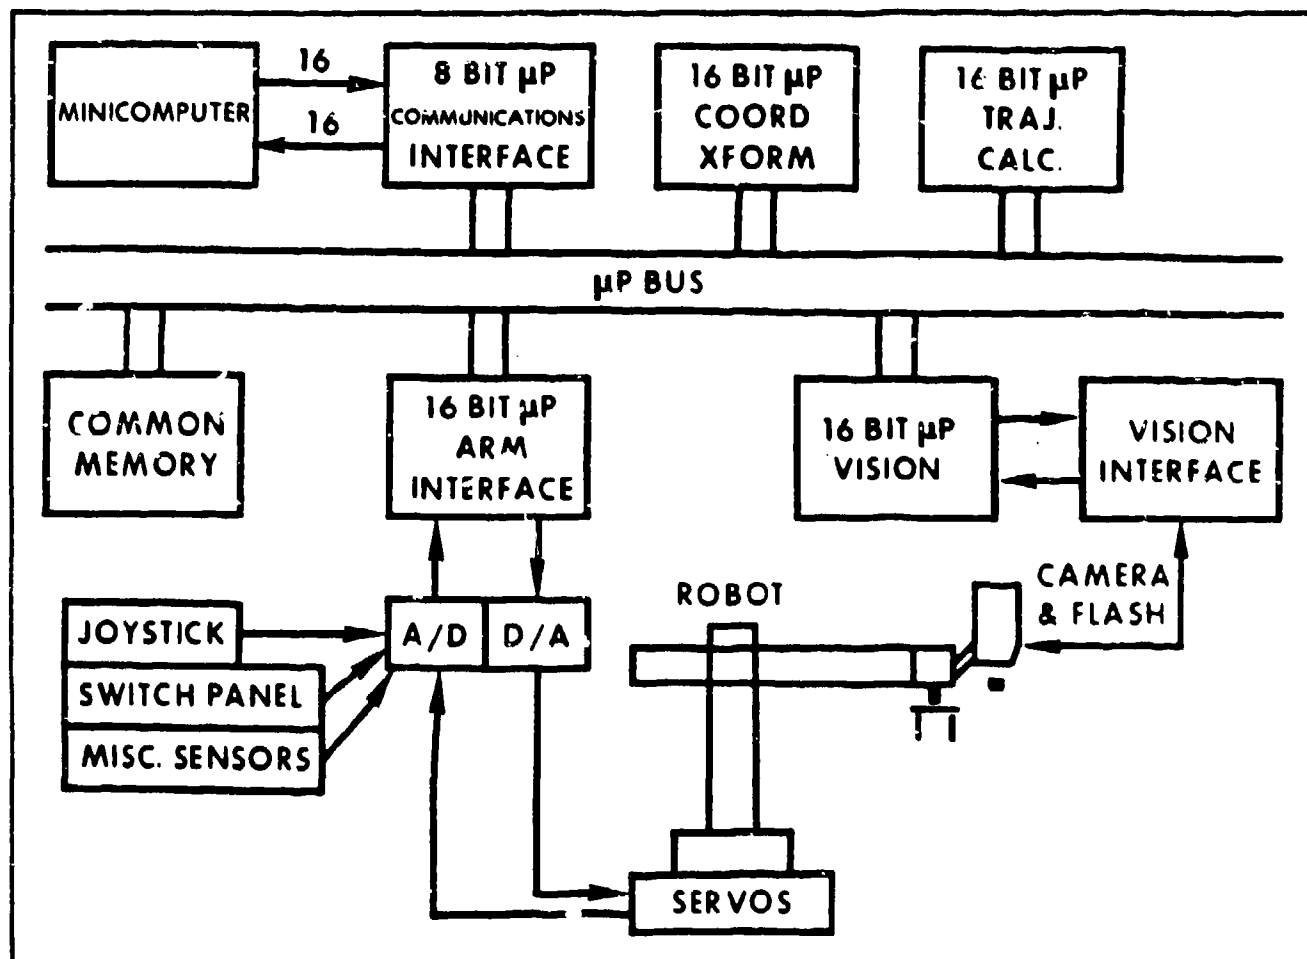 MINICOMPUTER
16
16
8 BIT µP
COMMUNICATIONS
INTERFACE
16 BIT µP
COORD
XFORM
16 BIT µP
TRAJ.
CALC.
µP BUS
COMMON
MEMORY
16 BIT µP
ARM
INTERFACE
16 BIT µP
VISION
VISION
INTERFACE
JOYSTICK
SWITCH PANEL
MISC. SENSORS
A/D
D/A
ROBOT
CAMERA
& FLASH
SERVOS